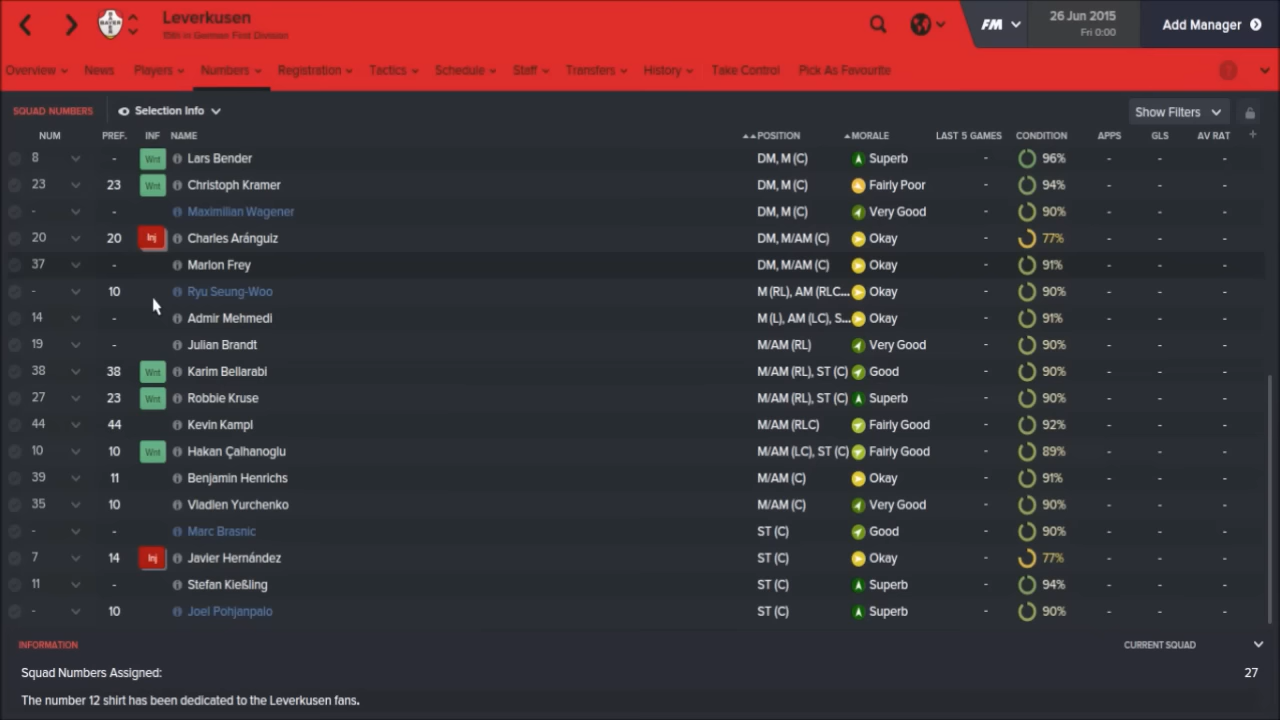 Leverkusen
15th in German First Division
FM
26 Jun 2015
Fri 0:00
Add Manager
Overview News Players Numbers Registration Tactics Schedule Staff Transfers History Take Control Pick As Favourite ?
SQUAD NUMBERS Selection Info Show Filters
NUM PREF. INF NAME POSITION MORALE LAST 5 GAMES CONDITION APPS GLS AV RAT +
8 - Wnt Lars Bender DM, M (C) Superb - 96% - - -
23 23 Wnt Christoph Kramer DM, M (C) Fairly Poor - 94% - - -
- - Maximilian Wagener DM, M (C) Very Good - 90% - - -
20 20 Inj Charles Aránguiz DM, M/AM (C) Okay - 77% - - -
37 - Marlon Frey DM, M/AM (C) Okay - 91% - - -
- 10 Ryu Seung-Woo M (RL), AM (RLC... Okay - 90% - - -
14 - Admir Mehmedi M (L), AM (LC), S... Okay - 91% - - -
19 - Julian Brandt M/AM (RL) Very Good - 90% - - -
38 38 Wnt Karim Bellarabi M/AM (RL), ST (C) Good - 90% - - -
27 23 Wnt Robbie Kruse M/AM (RL), ST (C) Superb - 90% - - -
44 44 Kevin Kampl M/AM (RLC) Fairly Good - 92% - - -
10 10 Wnt Hakan Çalhanoglu M/AM (LC), ST (C) Fairly Good - 89% - - -
39 11 Benjamin Henrichs M/AM (C) Okay - 91% - - -
35 10 Vladlen Yurchenko M/AM (C) Very Good - 90% - - -
- - Marc Brasnic ST (C) Good - 90% - - -
7 14 Inj Javier Hernández ST (C) Okay - 77% - - -
11 - Stefan Kießling ST (C) Superb - 94% - - -
- 10 Joel Pohjanpalo ST (C) Superb - 90% - - -
INFORMATION CURRENT SQUAD
Squad Numbers Assigned: 27
The number 12 shirt has been dedicated to the Leverkusen fans.